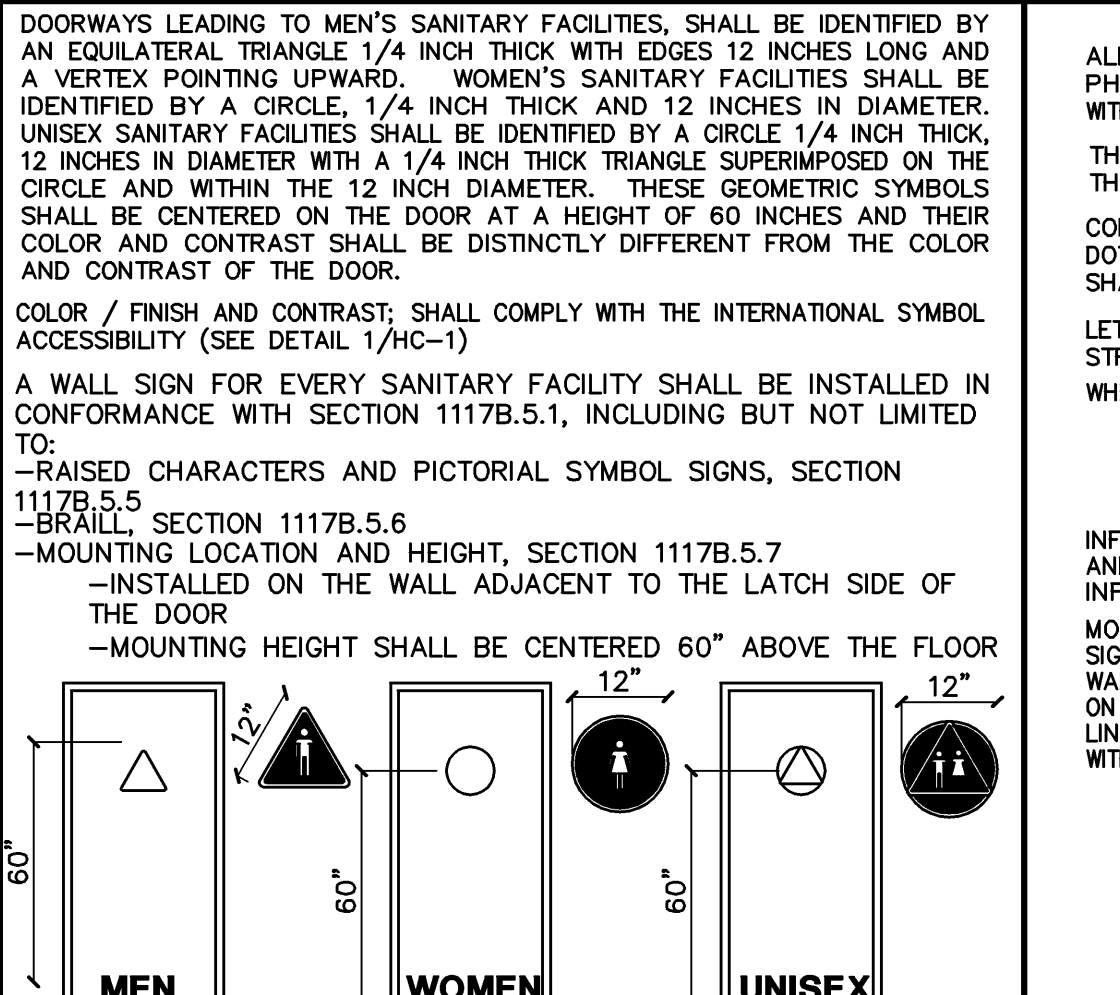 DOORWAYS LEADING TO MEN'S SANITARY FACILITIES, SHALL BE IDENTIFIED BY
AN EQUILATERAL TRIANGLE 1/4 INCH THICK WITH EDGES 12 INCHES LONG AND
A VERTEX POINTING UPWARD. WOMEN'S SANITARY FACILITIES SHALL BE
IDENTIFIED BY A CIRCLE, 1/4 INCH THICK AND 12 INCHES IN DIAMETER.
UNISEX SANITARY FACILITIES SHALL BE IDENTIFIED BY A CIRCLE 1/4 INCH THICK,
12 INCHES IN DIAMETER WITH A 1/4 INCH THICK TRIANGLE SUPERIMPOSED ON THE
CIRCLE AND WITHIN THE 12 INCH DIAMETER. THESE GEOMETRIC SYMBOLS
SHALL BE CENTERED ON THE DOOR AT A HEIGHT OF 60 INCHES AND THEIR
COLOR AND CONTRAST SHALL BE DISTINCTLY DIFFERENT FROM THE COLOR
AND CONTRAST OF THE DOOR.
COLOR / FINISH AND CONTRAST; SHALL COMPLY WITH THE INTERNATIONAL SYMBOL
ACCESSIBILITY (SEE DETAIL 1/HC-1)
A WALL SIGN FOR EVERY SANITARY FACILITY SHALL BE INSTALLED IN
CONFORMANCE WITH SECTION 1117B.5.1, INCLUDING BUT NOT LIMITED
TO:
-RAISED CHARACTERS AND PICTORIAL SYMBOL SIGNS, SECTION
1117B.5.5
-BRAILL, SECTION 1117B.5.6
-MOUNTING LOCATION AND HEIGHT, SECTION 1117B.5.7
-INSTALLED ON THE WALL ADJACENT TO THE LATCH SIDE OF
THE DOOR
-MOUNTING HEIGHT SHALL BE CENTERED 60" ABOVE THE FLOOR
12"
12"
12"
60"
60"
60"
MEN
WOMEN
UNISEX
TH
TH
ON